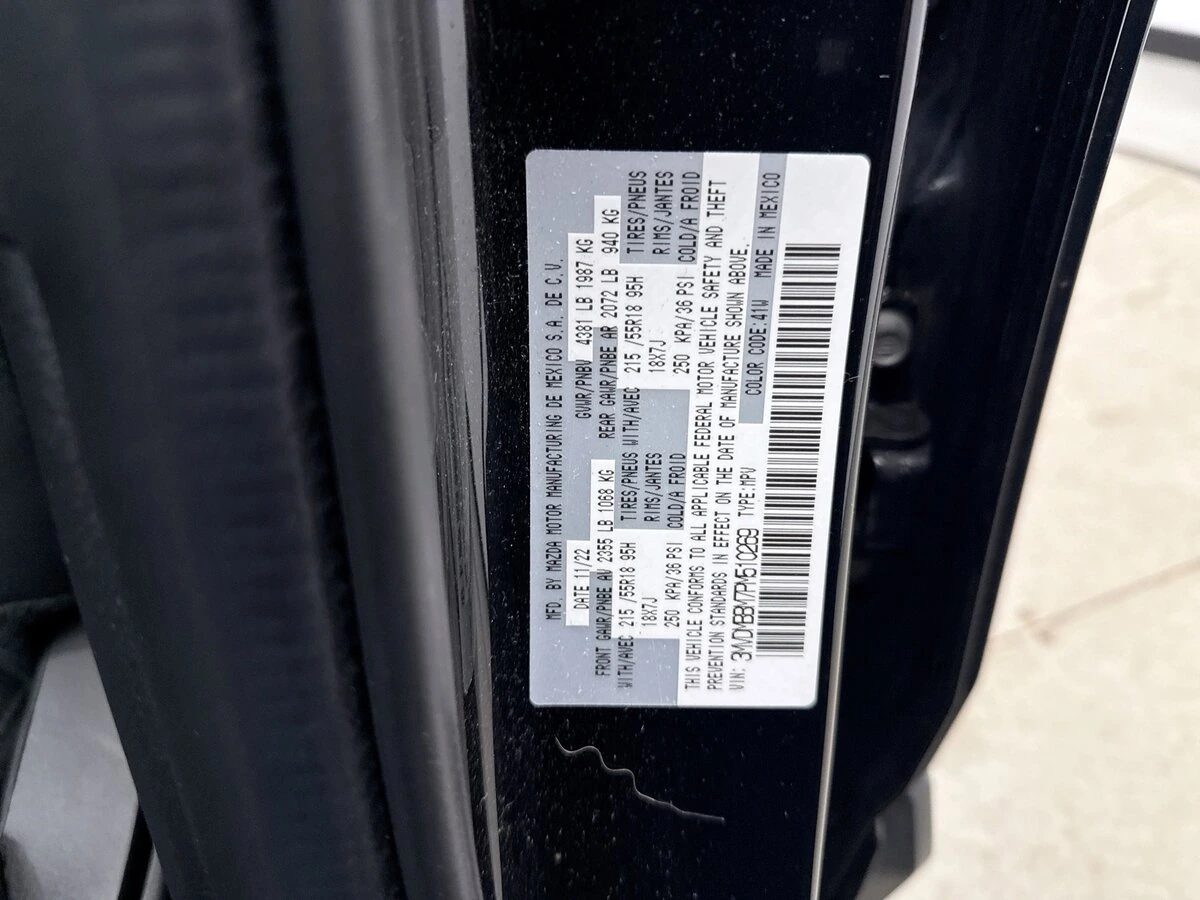 MFD. BY MAZDA MOTOR MANUFACTURING DE MEXICO S.A. DE C.V.
DATE 11/22 GVWR/PNBV 4381 LB 1987 KG
FRONT GAWR/PNBE AV 2355 LB 1068 KG REAR GAWR/PNBE AR 2072 LB 940 KG
WITH/AVEC 215 /55R18 95H TIRES/PNEUS WITH/AVEC 215 /55R18 95H TIRES/PNEUS
18X7J RIMS/JANTES 18X7J RIMS/JANTES
250 KPA/36 PSI COLD/A FROID 250 KPA/36 PSI COLD/A FROID
THIS VEHICLE CONFORMS TO ALL APPLICABLE FEDERAL MOTOR VEHICLE SAFETY AND THEFT
PREVENTION STANDARDS IN EFFECT ON THE DATE OF MANUFACTURE SHOWN ABOVE.
VIN: 3MVDMBBY7PM510269 TYPE:MPV COLOR CODE:41W MADE IN MEXICO